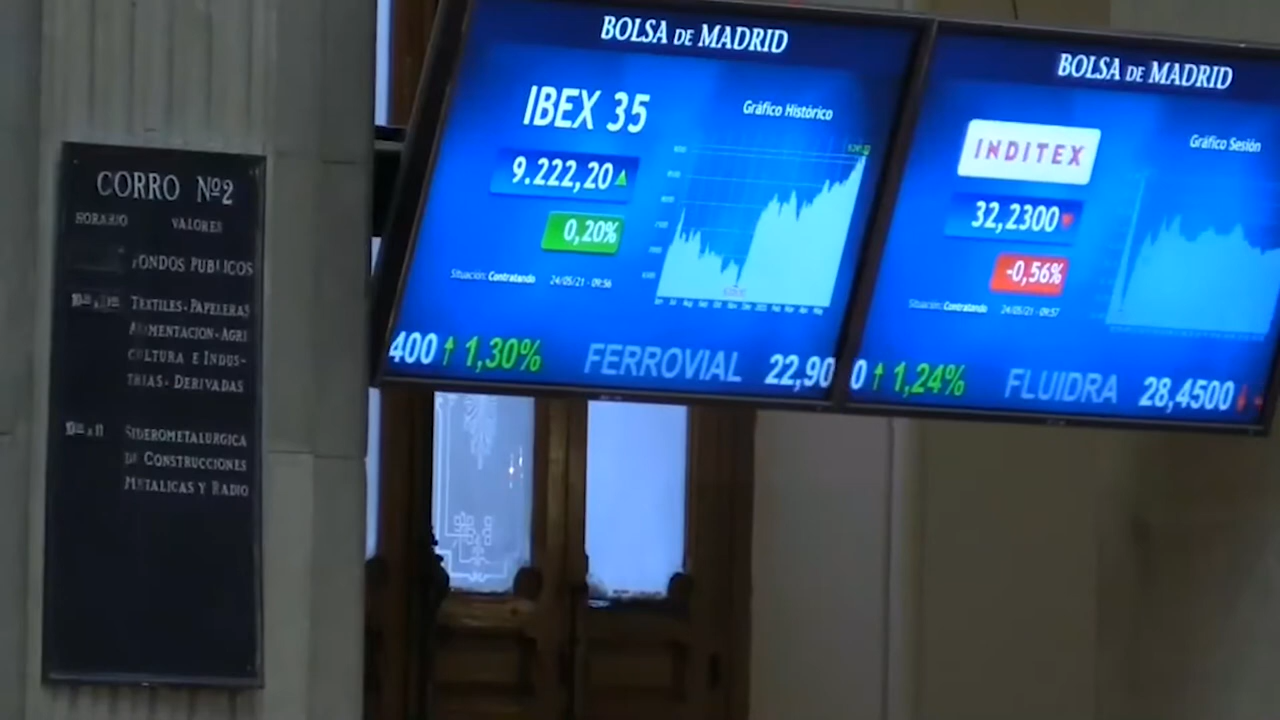 CORRO Nº2
HORARIO VALORES
FONDOS PUBLICOS
TEXTILES-PAPELERAS
ALIMENTACION-AGRI
CULTURA E INDUS-
TRIAS-DERIVADAS
SIDEROMETALURGICA
DE CONSTRUCCIONES
METALICAS Y RADIO
BOLSA DE MADRID
IBEX 35
Gráfico Histórico
9.222,20
0,20%
Situación: Contratando 24/05/21 - 09:56
400 ↑ 1,30% FERROVIAL 22,90
BOLSA DE MADRID
INDITEX
Gráfico Sesión
32,2300
-0,56%
Situación: Contratando 24/05/21 - 09:57
0 ↑ 1,24% FLUIDRA 28,4500